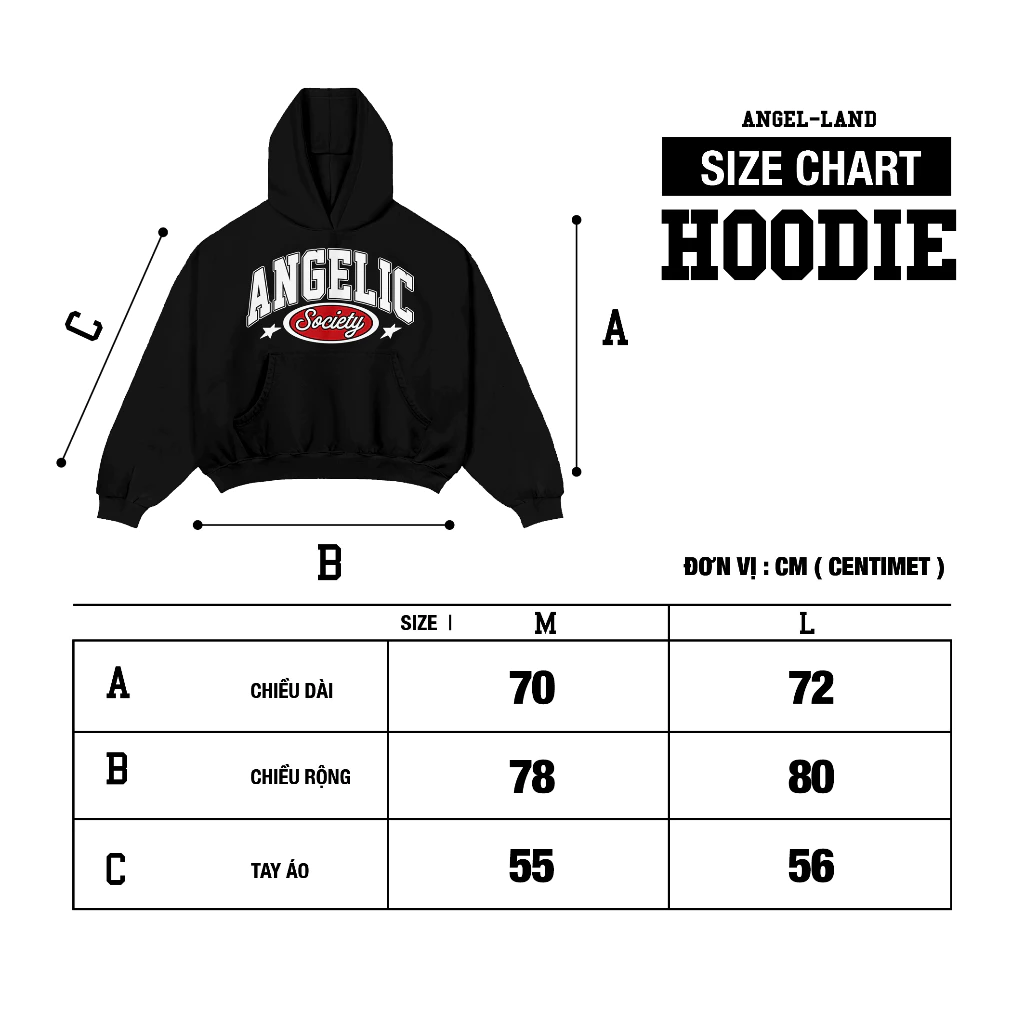 ANGEL-LAND
SIZE CHART
HOODIE
ANGELIC
Society
C
A
B
ĐƠN VỊ : CM ( CENTIMET )
SIZE | M L
A CHIỀU DÀI 70 72
B CHIỀU RỘNG 78 80
C TAY ÁO 55 56